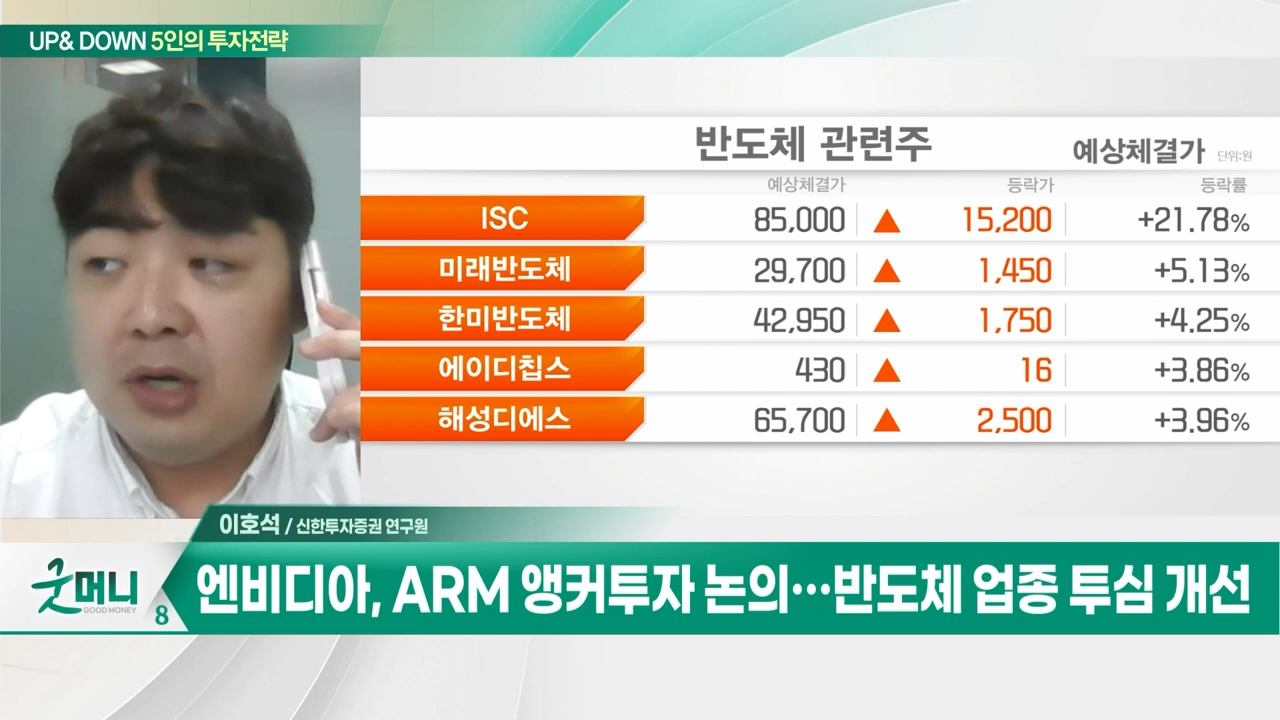 UP& DOWN 5인의 투자전략
반도체 관련주 예상체결가 단위:원
예상체결가 등락가 등락률
ISC 85,000 ▲ 15,200 +21.78%
미래반도체 29,700 ▲ 1,450 +5.13%
한미반도체 42,950 ▲ 1,750 +4.25%
에이디칩스 430 ▲ 16 +3.86%
해성디에스 65,700 ▲ 2,500 +3.96%
이호석 / 신한투자증권 연구원
굿머니 GOOD MONEY 8
엔비디아, ARM 앵커투자 논의…반도체 업종 투심 개선